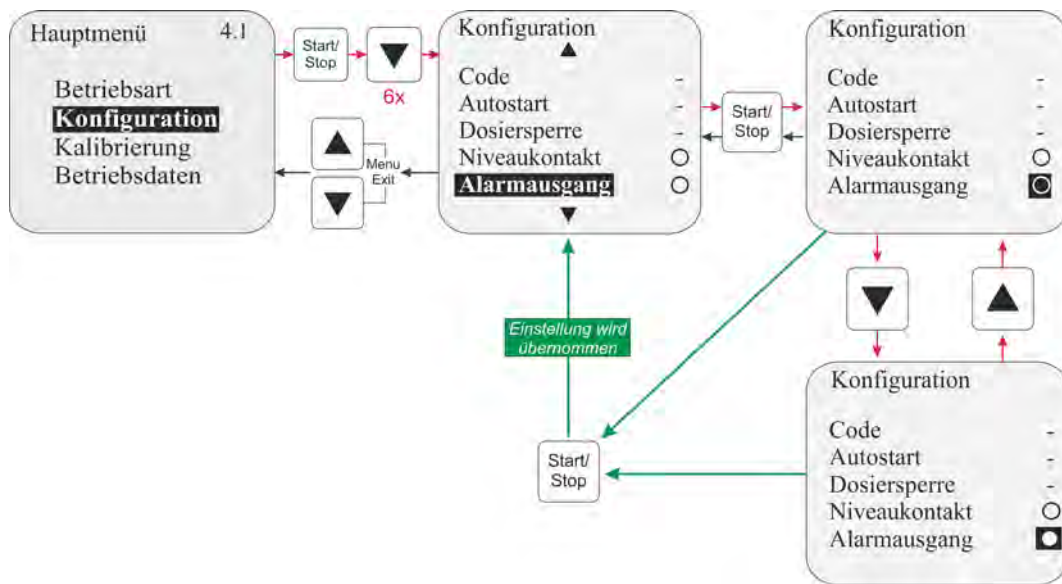 Hauptmenü 4.1
Betriebsart
Konfiguration
Kalibrierung
Betriebsdaten
Start/
Stop
6x
Menu
Exit
Konfiguration
Code -
Autostart -
Dosiersperre -
Niveaukontakt
Alarmausgang
Start/
Stop
Konfiguration
Code -
Autostart -
Dosiersperre -
Niveaukontakt
Alarmausgang
Einstellung wird
übernommen
Start/
Stop
Konfiguration
Code -
Autostart -
Dosiersperre -
Niveaukontakt
Alarmausgang